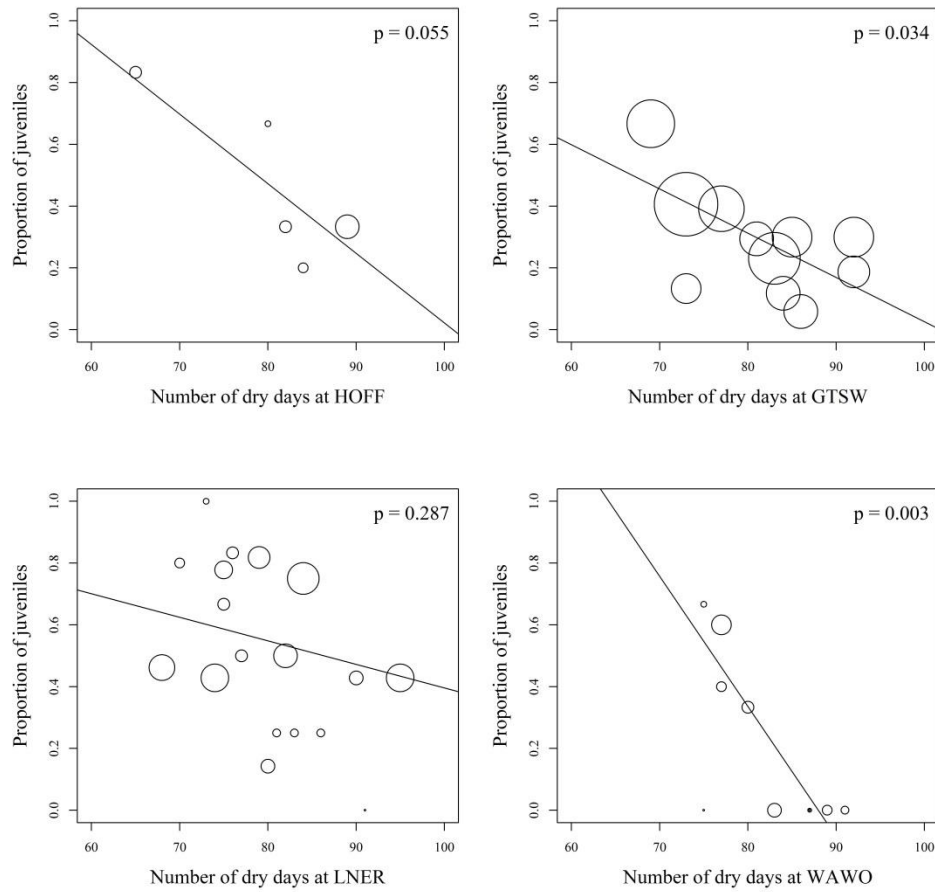 p = 0.055
Proportion of juveniles
1.0
0.8
0.6
0.4
0.2
0.0
60 70 80 90 100
Number of dry days at HOFF
p = 0.034
Proportion of juveniles
1.0
0.8
0.6
0.4
0.2
0.0
60 70 80 90 100
Number of dry days at GTSW
p = 0.287
Proportion of juveniles
1.0
0.8
0.6
0.4
0.2
0.0
60 70 80 90 100
Number of dry days at LNER
p = 0.003
Proportion of juveniles
1.0
0.8
0.6
0.4
0.2
0.0
60 70 80 90 100
Number of dry days at WAWO